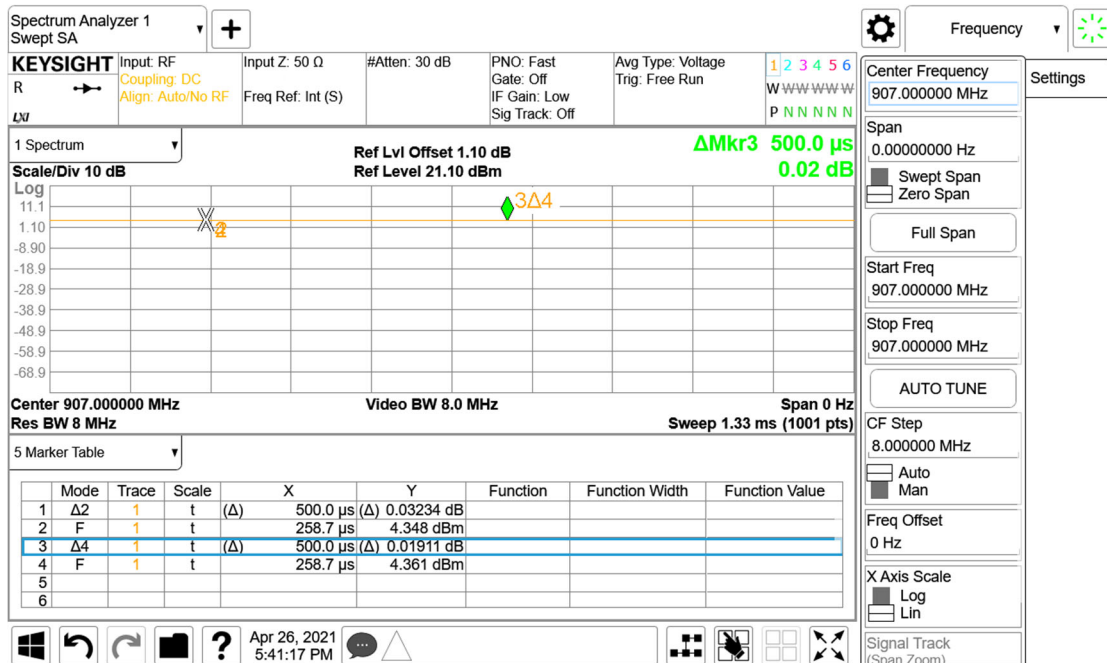 Spectrum Analyzer 1
Swept SA
+
Frequency
KEYSIGHT
R
LXI
Input: RF
Coupling: DC
Align: Auto/No RF
Input Z: 50 Ω
Freq Ref: Int (S)
#Atten: 30 dB
PNO: Fast
Gate: Off
IF Gain: Low
Sig Track: Off
Avg Type: Voltage
Trig: Free Run
1 2 3 4 5 6
W W W W W W
P N N N N N
1 Spectrum
Scale/Div 10 dB
Ref Lvl Offset 1.10 dB
Ref Level 21.10 dBm
ΔMkr3 500.0 µs
0.02 dB
Log
11.1
1.10
-8.90
-18.9
-28.9
-38.9
-48.9
-58.9
-68.9
3Δ4
Center 907.000000 MHz
Video BW 8.0 MHz
Span 0 Hz
Res BW 8 MHz
Sweep 1.33 ms (1001 pts)
5 Marker Table
Mode Trace Scale X Y Function Function Width Function Value
1 Δ2 1 t (Δ) 500.0 µs (Δ) 0.03234 dB
2 F 1 t 258.7 µs 4.348 dBm
3 Δ4 1 t (Δ) 500.0 µs (Δ) 0.01911 dB
4 F 1 t 258.7 µs 4.361 dBm
5
6
?
Apr 26, 2021
5:41:17 PM
Center Frequency
907.000000 MHz
Span
0.00000000 Hz
Swept Span
Zero Span
Full Span
Start Freq
907.000000 MHz
Stop Freq
907.000000 MHz
AUTO TUNE
CF Step
8.000000 MHz
Auto
Man
Freq Offset
0 Hz
X Axis Scale
Log
Lin
Signal Track
(Span Zoom)
Settings